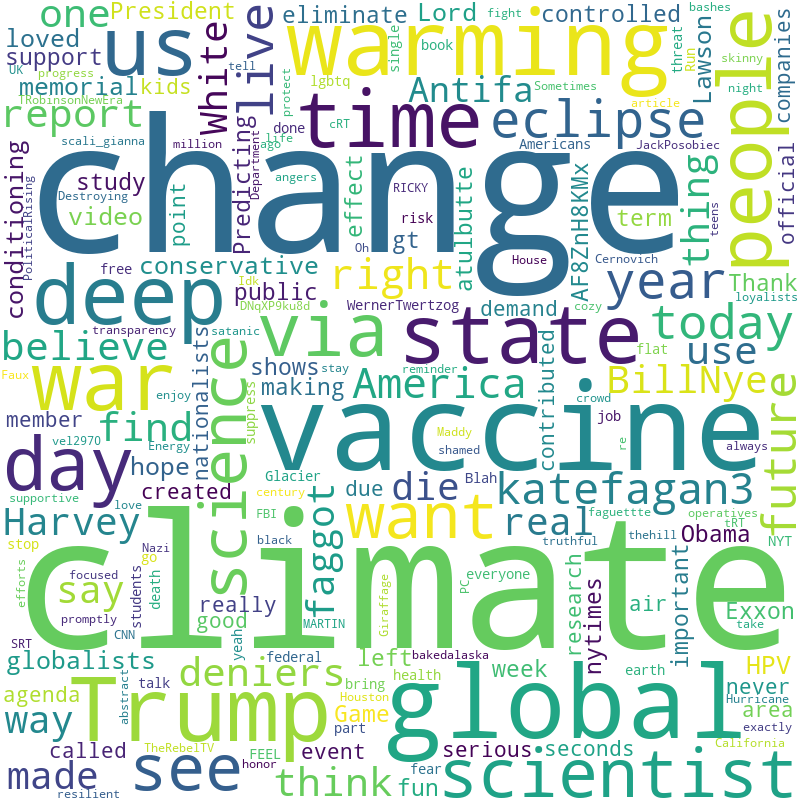 one
President
us
live
eliminate
Lord
controlled
fight
bashes
loved
support
UK
tell
White
warming
single
book
threat
Run
Lawson
skinny
people
companies
progress
memorial
kids
protect
lgbtq
Antifa
Sometimes
night
TRobinsonNewEra
report
time
eclipse
article
scali_gianna
million
done
cRT
life
ago
Department
Americans
JackPosobiec
official
conditioning
PoliticalRising
study
Destroying
Predicting
change
angers
RICKY
effect
atulbutte
AF8ZnH8KMx
thing
term
teens
video
point
risk
gt
Oh
House
Cernovich
free
conservative
right
year
Thank
deep
public
Idk
DNqXP9ku8d
WernerTwertzog
demand
cozy
loyalists
transparency
nationalists
satanic
via
state
today
believe
science
suppress
shows
stay
reminder
flat
use
Faux
war
enjoy
making
America
crowd
BillNye
member
find
vaccine
contributed
job
re
always
future
vel2970
Energy
Maddy
shamed
day
hope
created
Glacier
due
die
Blah
katefagan3
supportive
love
century
want
real
faguettte
operatives
tRT
Harvey
faggot
FBI
truthful
thehill
Obama
NYT
stop
Nazi
go
black
climate
students
efforts
focused
say
death
really
everyone
PC
research
air
important
Exxon
promptly
good
MARTIN
Giraffage
nytimes
take
SRT
CNN
yeah
federal
left
bakedalaska
globalists
deniers
health
week
earth
HPV
never
Hurricane
agenda
abstract
talk
Trump
bring
Houston
Game
global
area
exactly
way
called
part
event
serious
seconds
California
TheRebelTV
FEEL
made
see
honor
think
fear
fun
scientist
resilient